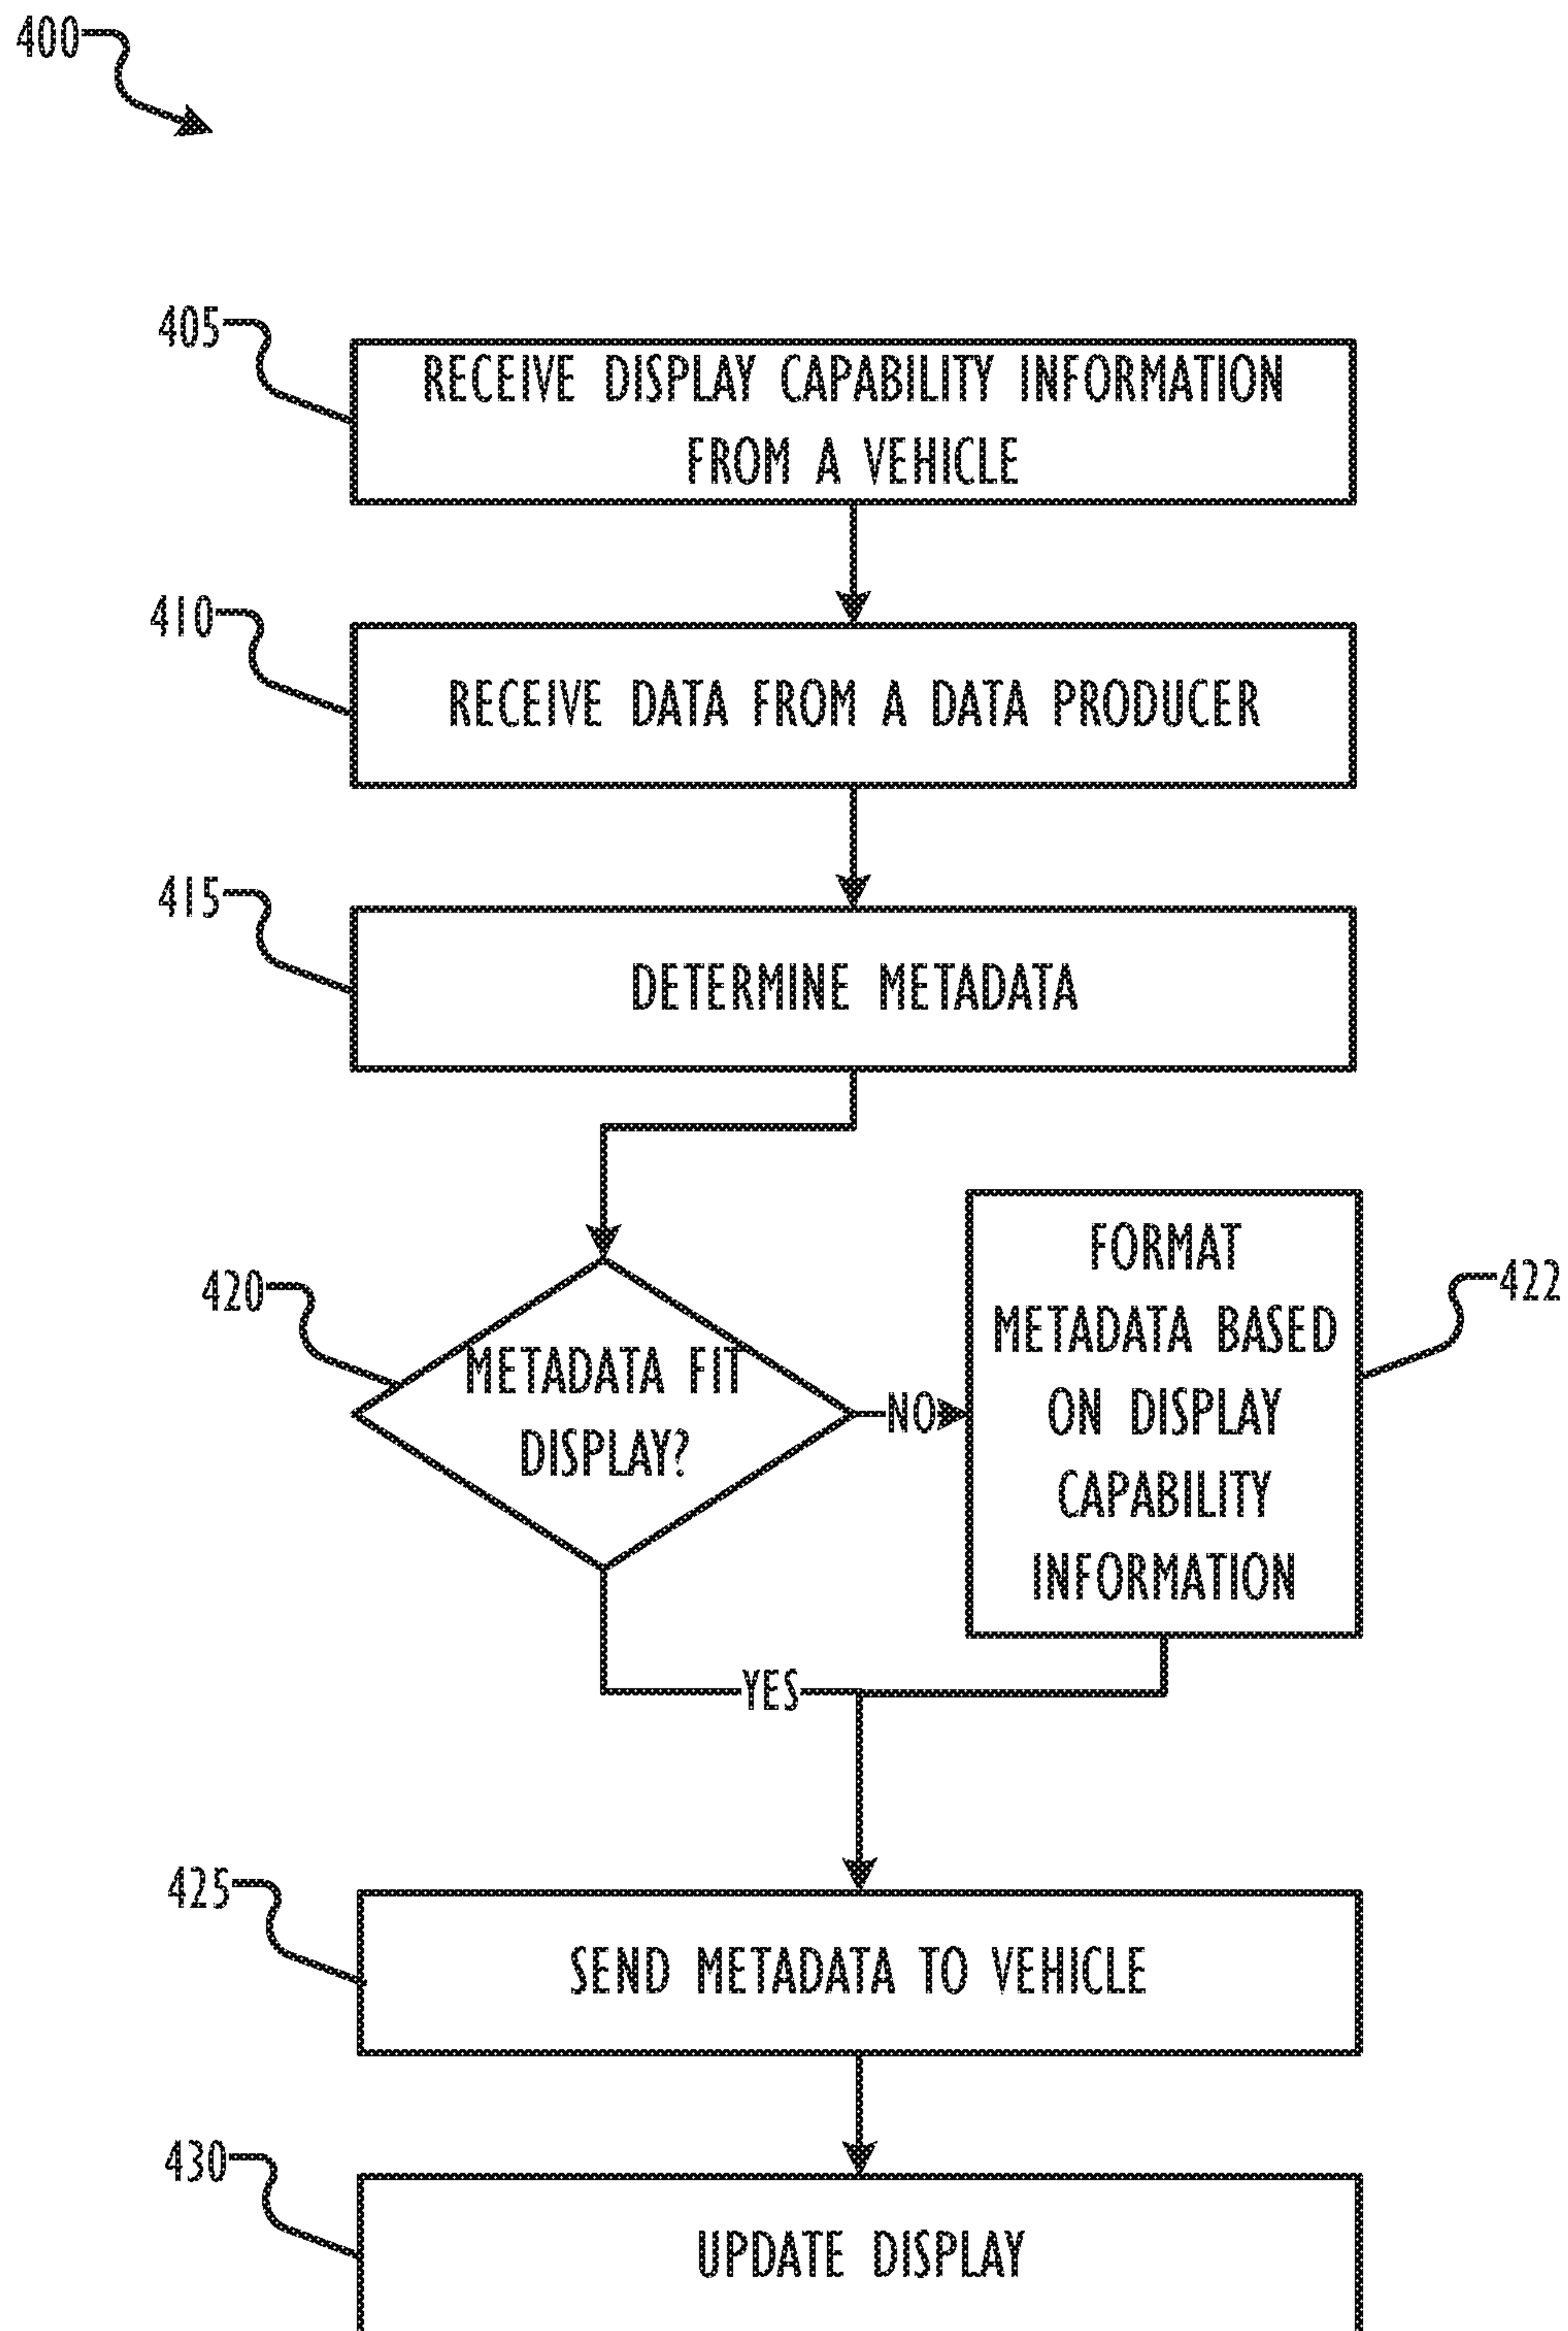 400
405
RECEIVE DISPLAY CAPABILITY INFORMATION
FROM A VEHICLE
410
RECEIVE DATA FROM A DATA PRODUCER
415
DETERMINE METADATA
420
METADATA FIT
DISPLAY?
NO
FORMAT
METADATA BASED
ON DISPLAY
CAPABILITY
INFORMATION
422
YES
425
SEND METADATA TO VEHICLE
430
UPDATE DISPLAY